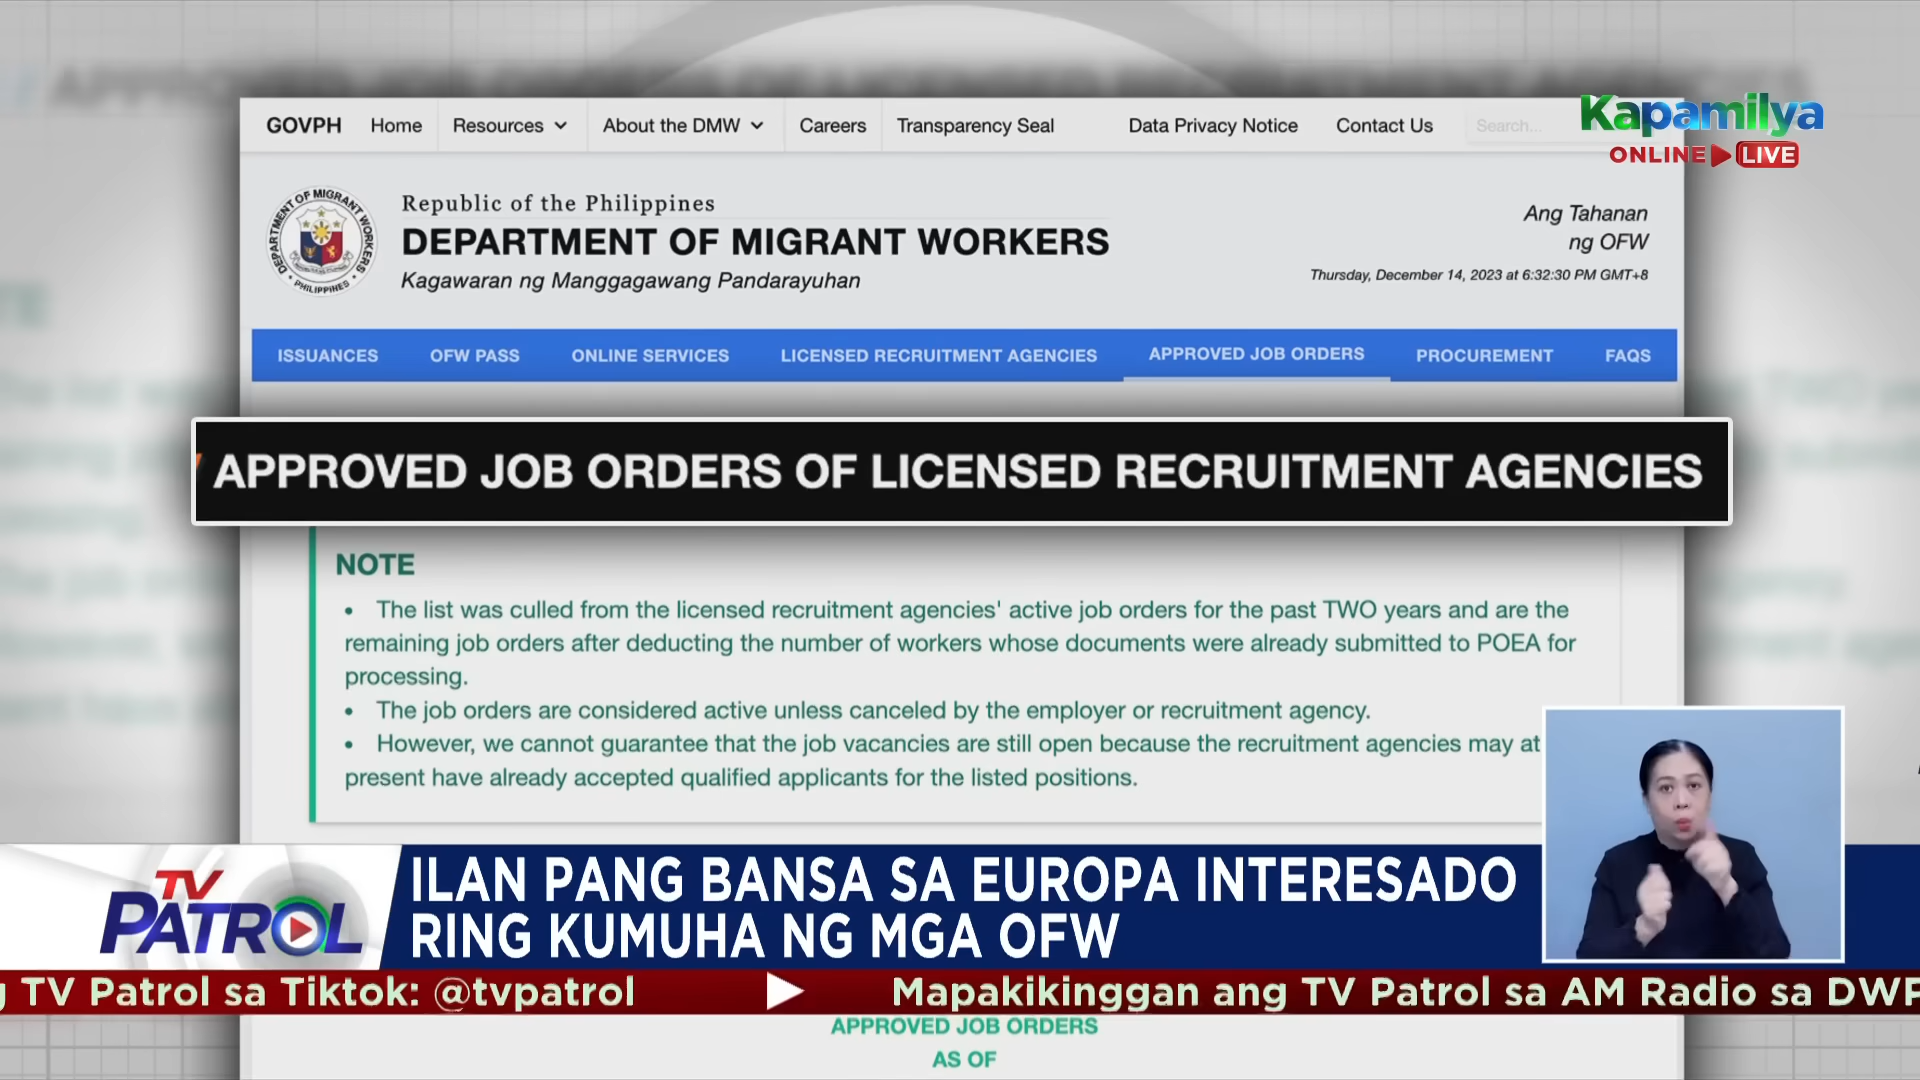 GOVPH Home Resources About the DMW Careers Transparency Seal Data Privacy Notice Contact Us Search...
Kapamilya
ONLINE LIVE
DEPARTMENT OF MIGRANT WORKERS
PHILIPPINES
Republic of the Philippines
DEPARTMENT OF MIGRANT WORKERS
Kagawaran ng Manggagawang Pandarayuhan
Ang Tahanan
ng OFW
Thursday, December 14, 2023 at 6:32:30 PM GMT+8
ISSUANCES OFW PASS ONLINE SERVICES LICENSED RECRUITMENT AGENCIES APPROVED JOB ORDERS PROCUREMENT FAQS
APPROVED JOB ORDERS OF LICENSED RECRUITMENT AGENCIES
NOTE
• The list was culled from the licensed recruitment agencies' active job orders for the past TWO years and are the
remaining job orders after deducting the number of workers whose documents were already submitted to POEA for
processing.
• The job orders are considered active unless canceled by the employer or recruitment agency.
• However, we cannot guarantee that the job vacancies are still open because the recruitment agencies may at
present have already accepted qualified applicants for the listed positions.
TV
PATROL
ILAN PANG BANSA SA EUROPA INTERESADO
RING KUMUHA NG MGA OFW
TV Patrol sa Tiktok: @tvpatrol Mapakikinggan ang TV Patrol sa AM Radio sa DWP
APPROVED JOB ORDERS
AS OF